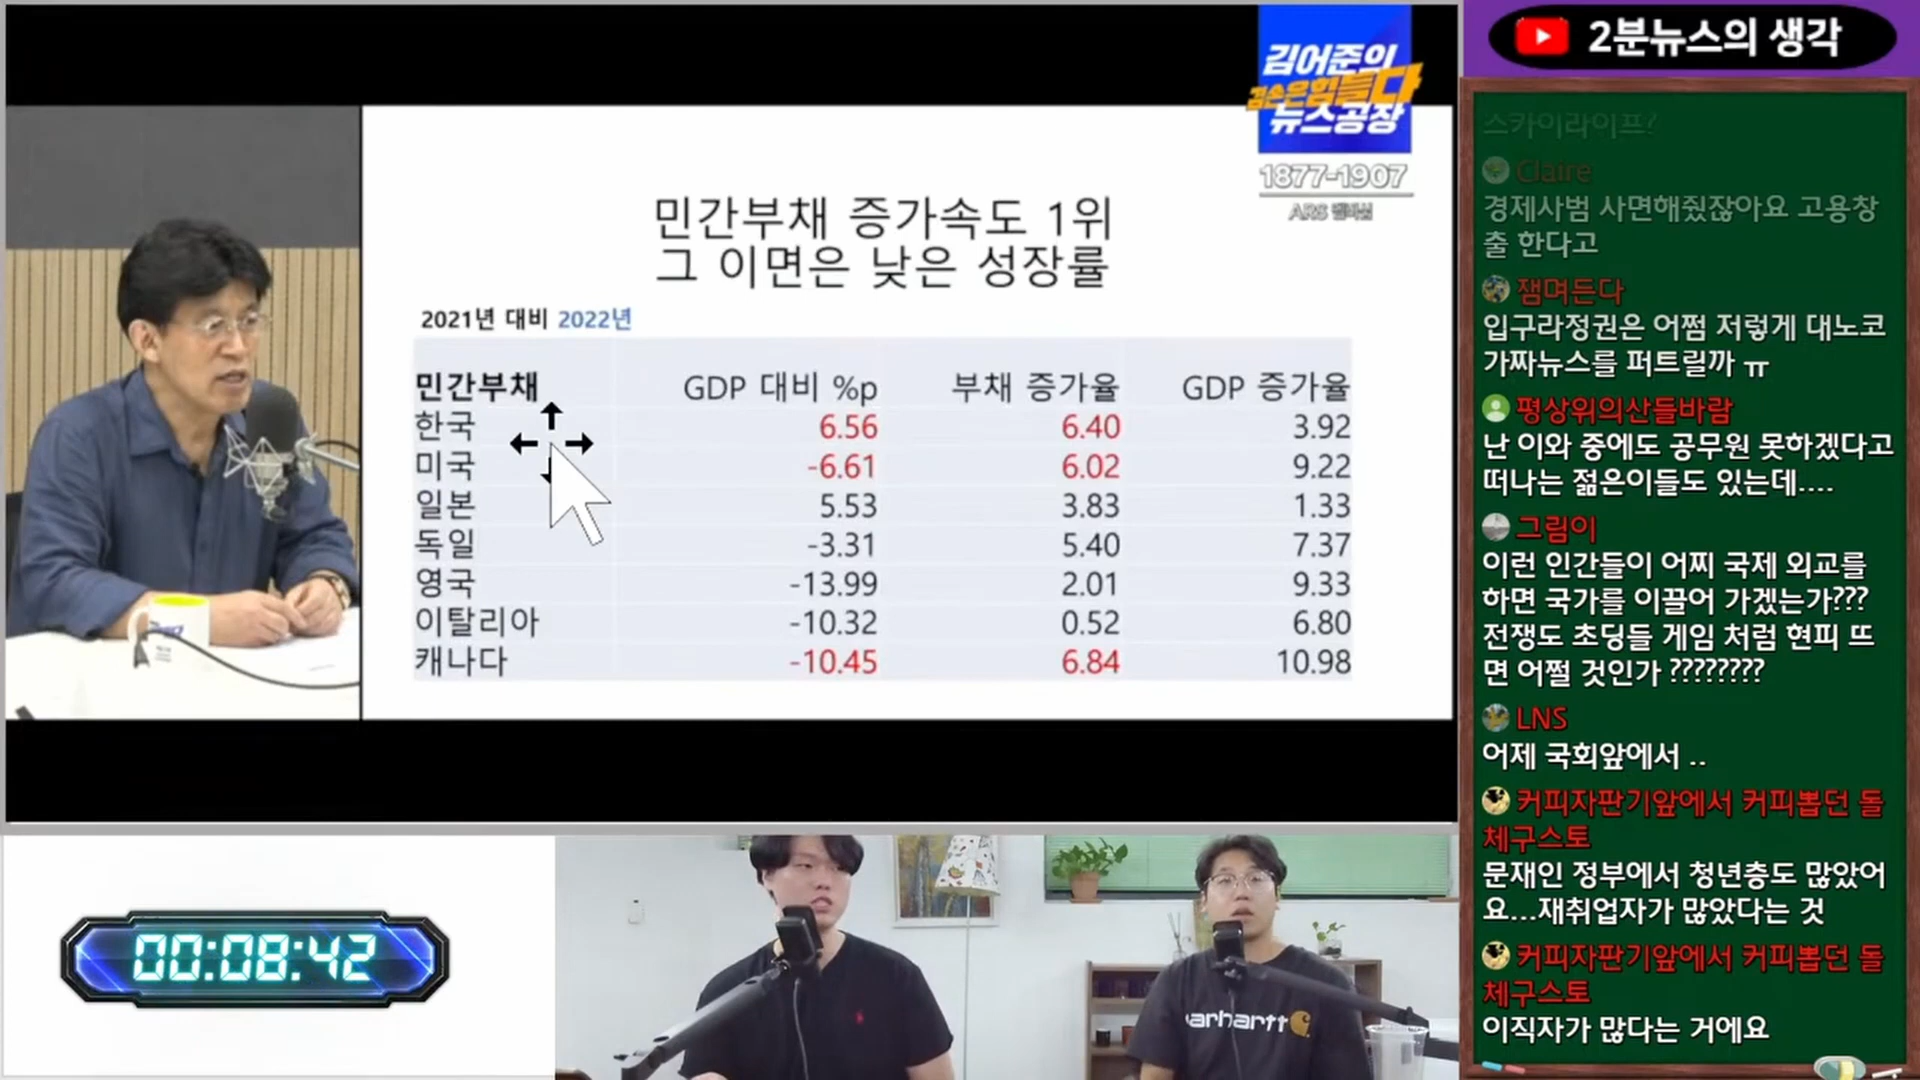 김어준의
겸손은힘들다
뉴스공장
1877-1907
민간부채 증가속도 1위
그 이면은 낮은 성장률
2021년 대비 2022년
민간부채 GDP 대비 %p 부채 증가율 GDP 증가율
한국 6.56 6.40 3.92
미국 -6.61 6.02 9.22
일본 5.53 3.83 1.33
독일 -3.31 5.40 7.37
영국 -13.99 2.01 9.33
이탈리아 -10.32 0.52 6.80
캐나다 -10.45 6.84 10.98
00:08:42
carhartt
2분뉴스의 생각
스카이라이프?
Claire
경제사범 사면해줬잖아요 고용창
출 한다고
잼며든다
입구라정권은 어쩜 저렇게 대노코
가짜뉴스를 퍼트릴까 ㅠ
평상위의산들바람
난 이와 중에도 공무원 못하겠다고
떠나는 젊은이들도 있는데....
그림이
이런 인간들이 어찌 국제 외교를
하면 국가를 이끌어 가겠는가???
전쟁도 초딩들 게임 처럼 현피 뜨
면 어쩔 것인가 ????????
LNS
어제 국회앞에서 ..
커피자판기앞에서 커피뽑던 돌
체구스토
문재인 정부에서 청년층도 많았어
요...재취업자가 많았다는 것
커피자판기앞에서 커피뽑던 돌
체구스토
이직자가 많다는 거에요